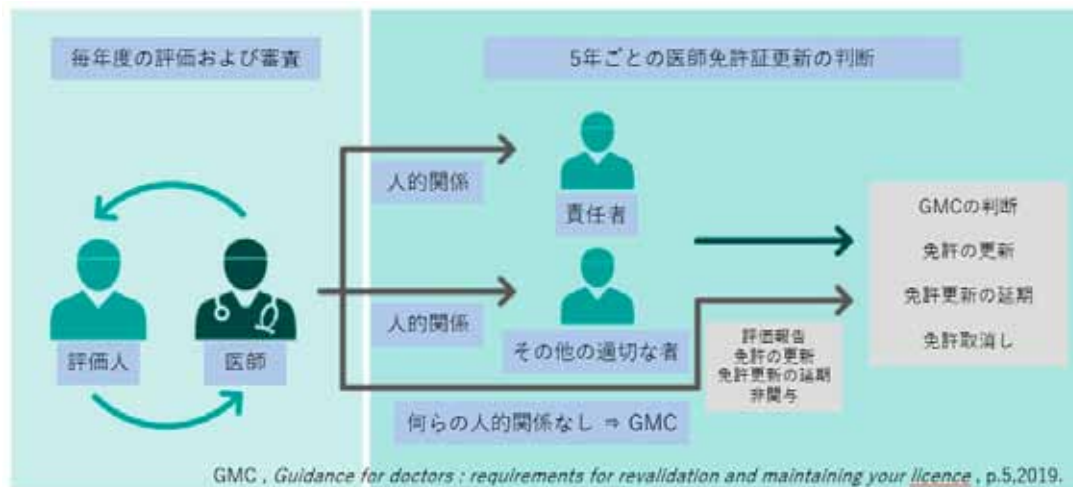 毎年度の評価および審査
5年ごとの医師免許証更新の判断
評価人
医師
人的関係
責任者
人的関係
その他の適切な者
何らの人的関係なし ⇒ GMC
評価報告
免許の更新
免許更新の延期
非関与
GMCの判断
免許の更新
免許更新の延期
免許取消し
GMC , Guidance for doctors : requirements for revalidation and maintaining your licence , p.5,2019.